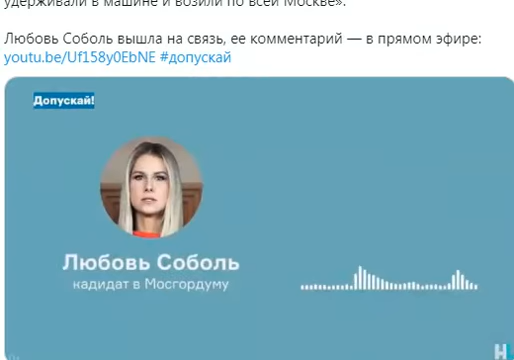 удерживали в машине и возили по всей Москве».
Любовь Соболь вышла на связь, ее комментарий — в прямом эфире:
youtu.be/Uf158y0EbNE #допускай
Допускай!
Любовь Соболь
кадидат в Мосгордуму
Н